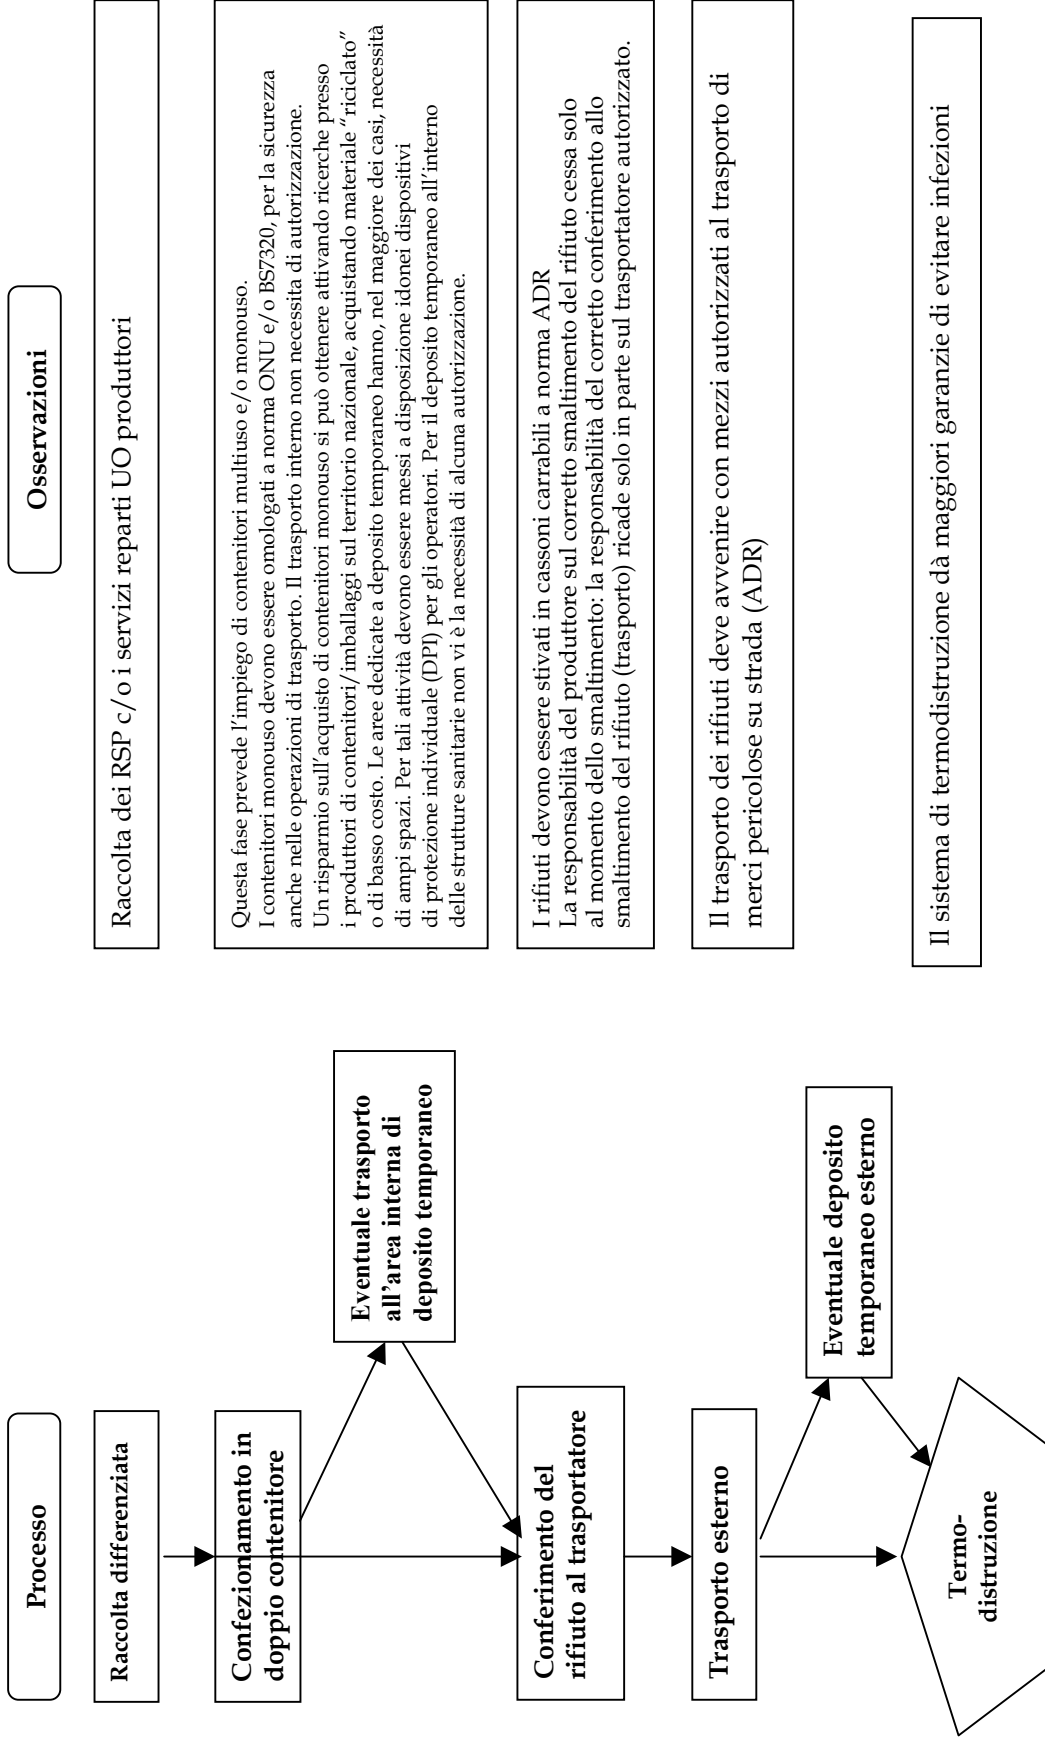 Processo
Osservazioni
Raccolta differenziata
Raccolta dei RSP c/o i servizi reparti UO produttori
Confezionamento in
doppio contenitore
Questa fase prevede l'impiego di contenitori multiuso e/o monouso.
I contenitori monouso devono essere omologati a norma ONU e/o BS7320, per la sicurezza
anche nelle operazioni di trasporto. Il trasporto interno non necessita di autorizzazione.
Un risparmio sull'acquisto di contenitori monouso si può ottenere attivando ricerche presso
i produttori di contenitori/imballaggi sul territorio nazionale, acquistando materiale "riciclato"
o di basso costo. Le aree dedicate a deposito temporaneo hanno, nel maggiore dei casi, necessità
di ampi spazi. Per tali attività devono essere messi a disposizione idonei dispositivi
di protezione individuale (DPI) per gli operatori. Per il deposito temporaneo all'interno
delle strutture sanitarie non vi è la necessità di alcuna autorizzazione.
Eventuale trasporto
all'area interna di
deposito temporaneo
Conferimento del
rifiuto al trasportatore
I rifiuti devono essere stivati in cassoni carrabili a norma ADR
La responsabilità del produttore sul corretto smaltimento del rifiuto cessa solo
al momento dello smaltimento: la responsabilità del corretto conferimento allo
smaltimento del rifiuto (trasporto) ricade solo in parte sul trasportatore autorizzato.
Trasporto esterno
Il trasporto dei rifiuti deve avvenire con mezzi autorizzati al trasporto di
merci pericolose su strada (ADR)
Eventuale deposito
temporaneo esterno
Termo-
distruzione
Il sistema di termodistruzione dà maggiori garanzie di evitare infezioni